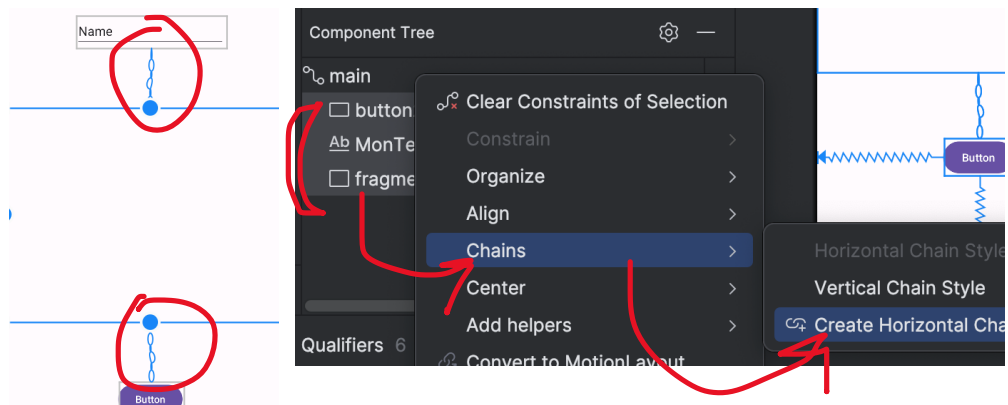 Name
Button
Component Tree
main
button
MonTe
fragme
Qualifiers 6
Clear Constraints of Selection
Constrain
Organize
Align
Chains
Center
Add helpers
Convert to MotionLayout
Button
Horizontal Chain Style
Vertical Chain Style
Create Horizontal Cha